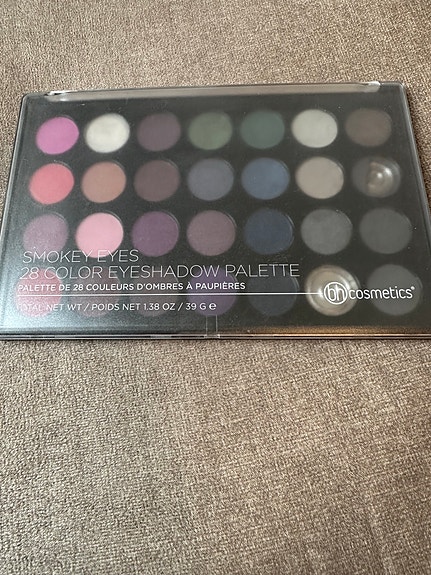 SMOKEY EYES
28 COLOR EYESHADOW PALETTE
PALETTE DE 28 COULEURS D'OMBRES À PAUPIÈRES
TOTAL NET WT / POIDS NET 1.38 OZ / 39 G e
bh cosmetics®